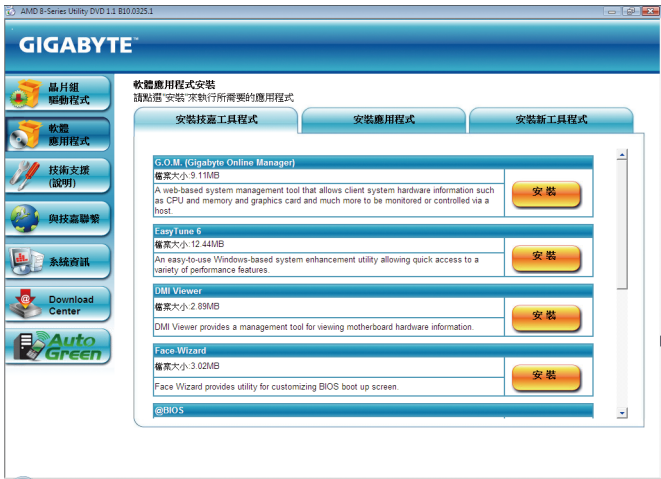 AMD 8-Series Utility DVD 1.1 B10.0325.1
GIGABYTE™
晶片組
驅動程式
軟體
應用程式
技術支援
(說明)
與技嘉聯繫
系統資訊
Download
Center
Auto
Green
軟體應用程式安裝
請點選"安裝"來執行所需要的應用程式
安裝技嘉工具程式
安裝應用程式
安裝新工具程式
G.O.M. (Gigabyte Online Manager)
檔案大小:9.11MB
A web-based system management tool that allows client system hardware information such
as CPU and memory and graphics card and much more to be monitored or controlled via a
host.
安裝
EasyTune 6
檔案大小:12.44MB
An easy-to-use Windows-based system enhancement utility allowing quick access to a
variety of performance features.
安裝
DMI Viewer
檔案大小:2.89MB
DMI Viewer provides a management tool for viewing motherboard hardware information.
安裝
Face-Wizard
檔案大小:3.02MB
Face Wizard provides utility for customizing BIOS boot up screen.
安裝
@BIOS